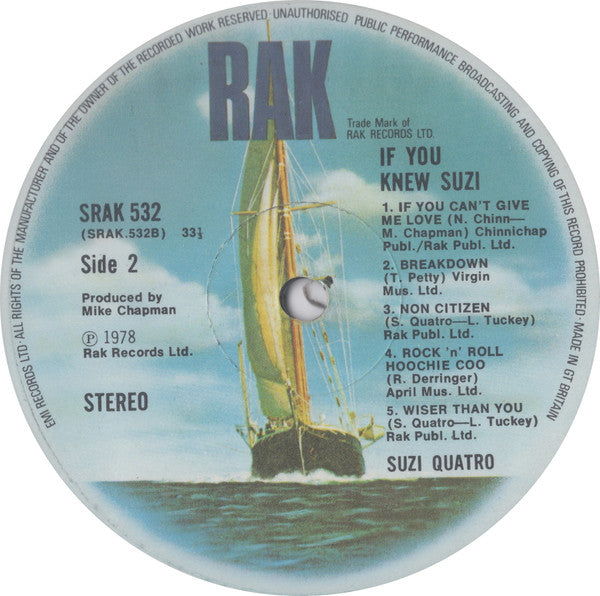 EMI RECORDS LTD ALL RIGHTS OF THE MANUFACTURER AND OF THE OWNER OF THE RECORDED WORK RESERVED · UNAUTHORISED PUBLIC PERFORMANCE BROADCASTING AND COPYING OF THIS RECORD PROHIBITED · MADE IN GT BRITAIN
RAK
Trade Mark of
RAK RECORDS LTD.
IF YOU
KNEW SUZI
SRAK 532
(SRAK.532B) 33⅓
Side 2
Produced by
Mike Chapman
Ⓟ 1978
Rak Records Ltd.
STEREO
1. IF YOU CAN'T GIVE
ME LOVE (N. Chinn—
M. Chapman) Chinnichap
Publ./Rak Publ. Ltd.
2. BREAKDOWN
(T. Petty) Virgin
Mus. Ltd.
3. NON CITIZEN
(S. Quatro—L. Tuckey)
Rak Publ. Ltd.
4. ROCK 'n' ROLL
HOOCHIE COO
(R. Derringer)
April Mus. Ltd.
5. WISER THAN YOU
(S. Quatro—L. Tuckey)
Rak Publ. Ltd.
SUZI QUATRO